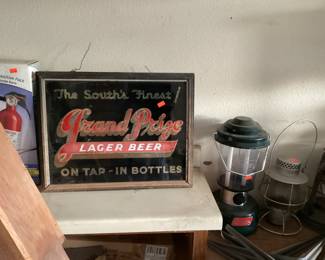 The South's Finest!
Grand Prize
LAGER BEER
ON TAP - IN BOTTLES